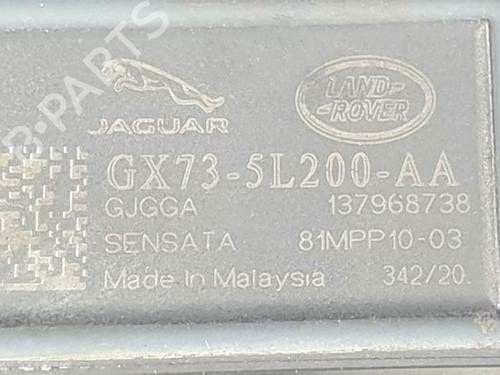 B-PARTS
JAGUAR
LAND-
-ROVER
GX73-5L200-AA
GJGGA 137968738
SENSATA 81MPP10-03
Made In Malaysia 342/20.